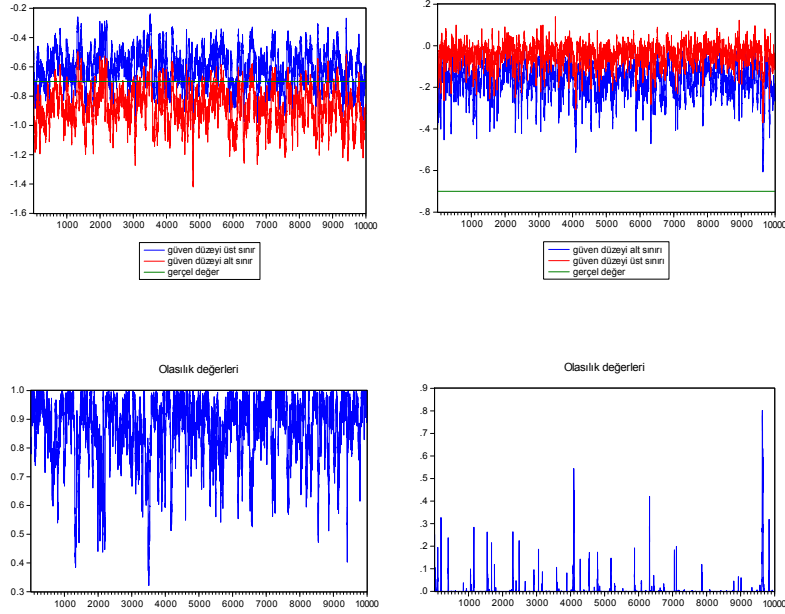 -0.2
-0.4
-0.6
-0.8
-1.0
-1.2
-1.4
-1.6
1000 2000 3000 4000 5000 6000 7000 8000 9000 10000
güven düzeyi üst sınır
güven düzeyi alt sınır
gerçel değer
.2
.0
-.2
-.4
-.6
-.8
1000 2000 3000 4000 5000 6000 7000 8000 9000 10000
güven düzeyi alt sınırı
güven düzeyi üst sınırı
gerçel değer
Olasılık değerleri
1.0
0.9
0.8
0.7
0.6
0.5
0.4
0.3
1000 2000 3000 4000 5000 6000 7000 8000 9000 10000
Olasılık değerleri
.9
.8
.7
.6
.5
.4
.3
.2
.1
.0
1000 2000 3000 4000 5000 6000 7000 8000 9000 10000